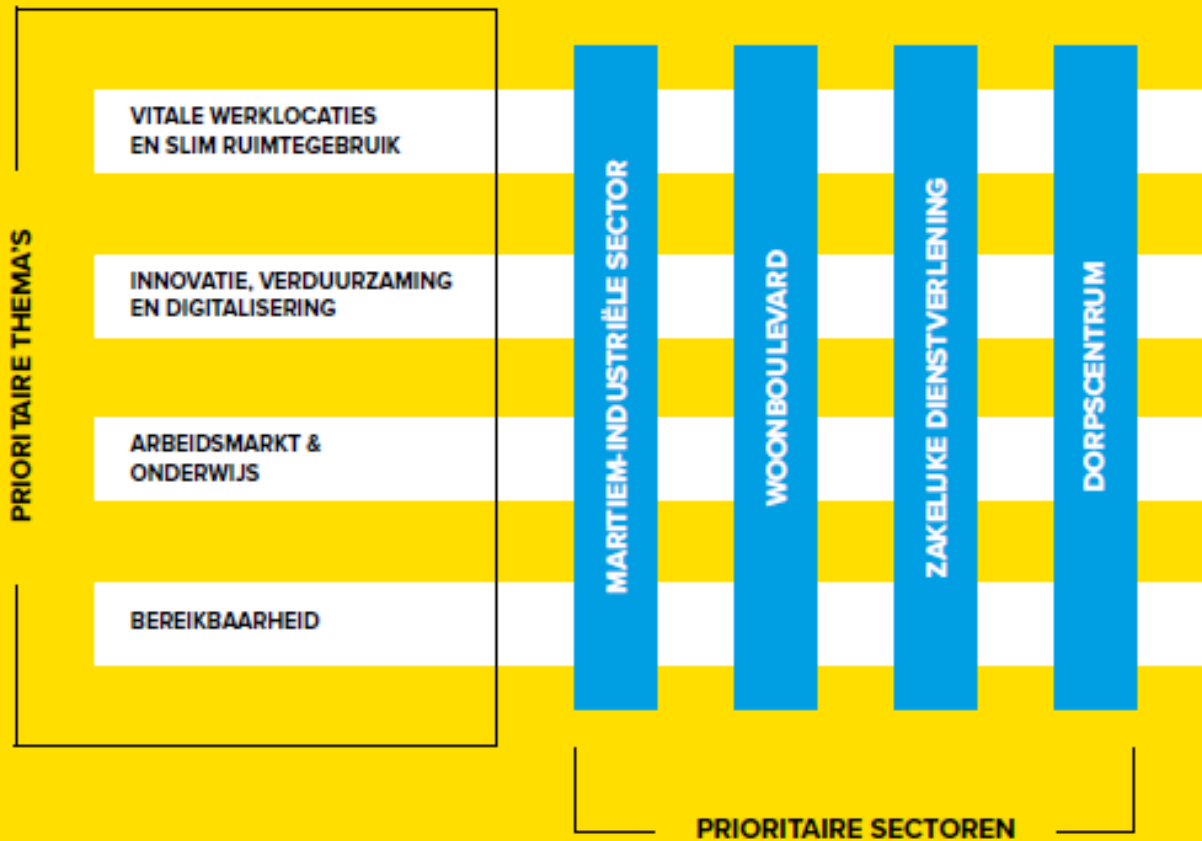 PRIORITAIRE THEMA'S
VITALE WERKLOCATIES
EN SLIM RUIMTEGEBRUIK
INNOVATIE, VERDUURZAMING
EN DIGITALISERING
ARBEIDSMARKT &
ONDERWIJS
BEREIKBAARHEID
MARITIEM-INDUSTRIËLE SECTOR
WOONBOULEVARD
ZAKELIJKE DIENSTVERLENING
DORPSCENTRUM
PRIORITAIRE SECTOREN